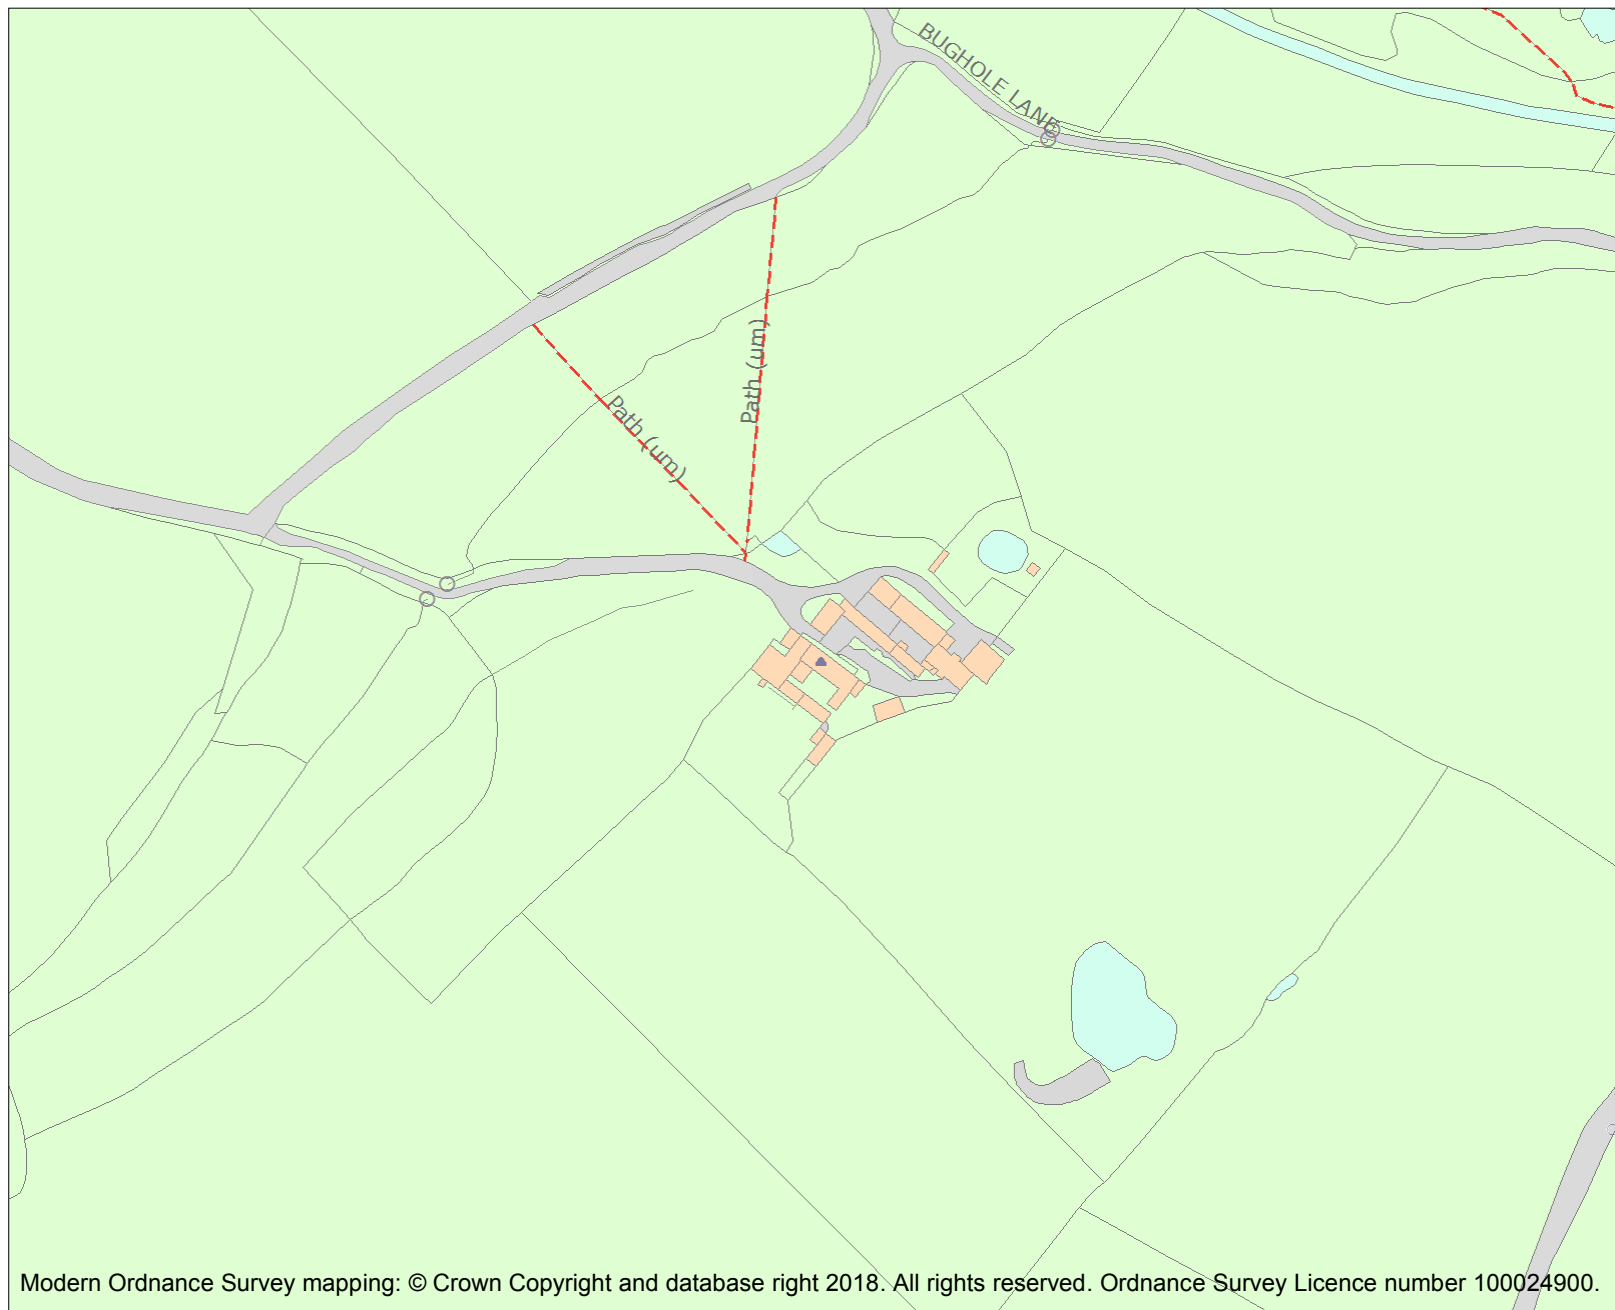 BUGHOLE LANE
Path (um)
Path (um)
Modern Ordnance Survey mapping: © Crown Copyright and database right 2018. All rights reserved. Ordnance Survey Licence number 100024900.